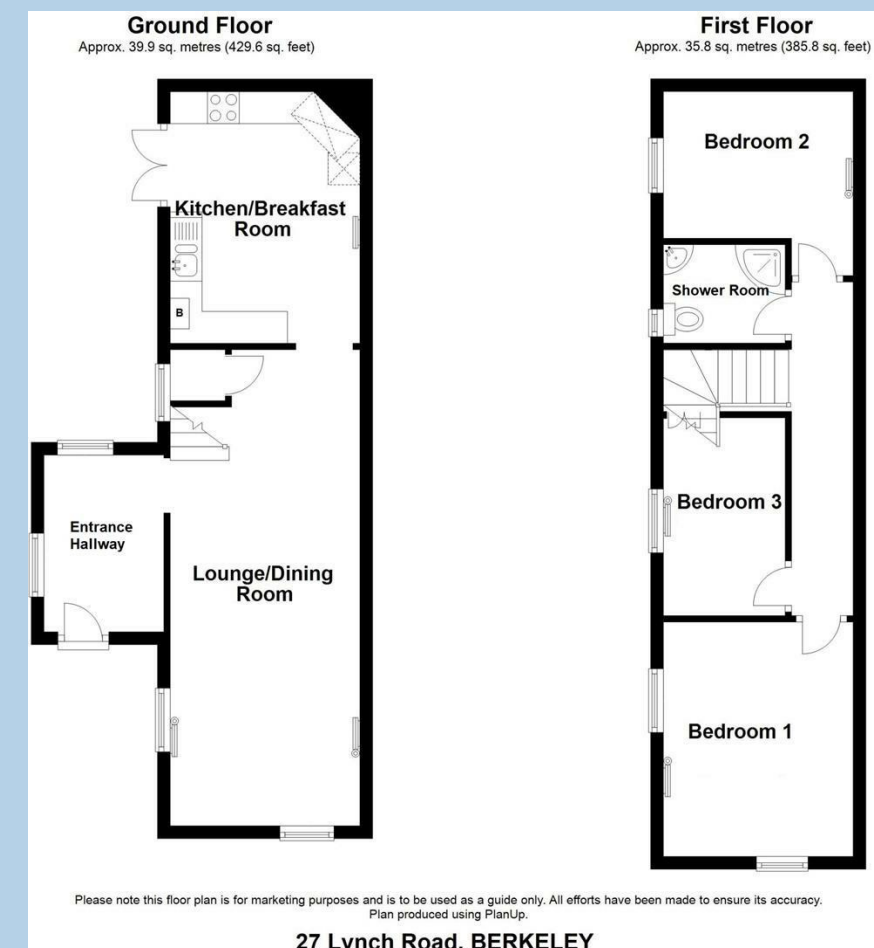 Ground Floor
Approx. 39.9 sq. metres (429.6 sq. feet)
Kitchen/Breakfast
Room
B
Entrance
Hallway
Lounge/Dining
Room
First Floor
Approx. 35.8 sq. metres (385.8 sq. feet)
Bedroom 2
Shower Room
Bedroom 3
Bedroom 1
Please note this floor plan is for marketing purposes and is to be used as a guide only. All efforts have been made to ensure its accuracy.
Plan produced using PlanUp.
27 Lynch Road, BERKELEY